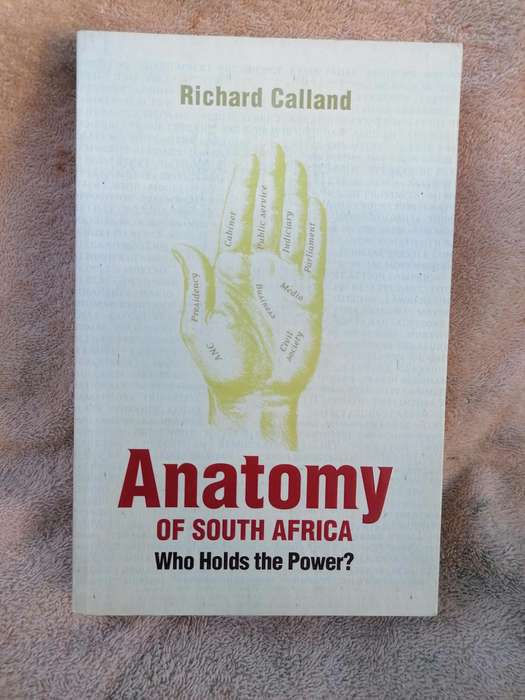 Richard Calland
Cabinet
Public service
Judiciary
Parliament
Presidency
Media
Business
ANC
Civil
society
Anatomy
OF SOUTH AFRICA
Who Holds the Power?